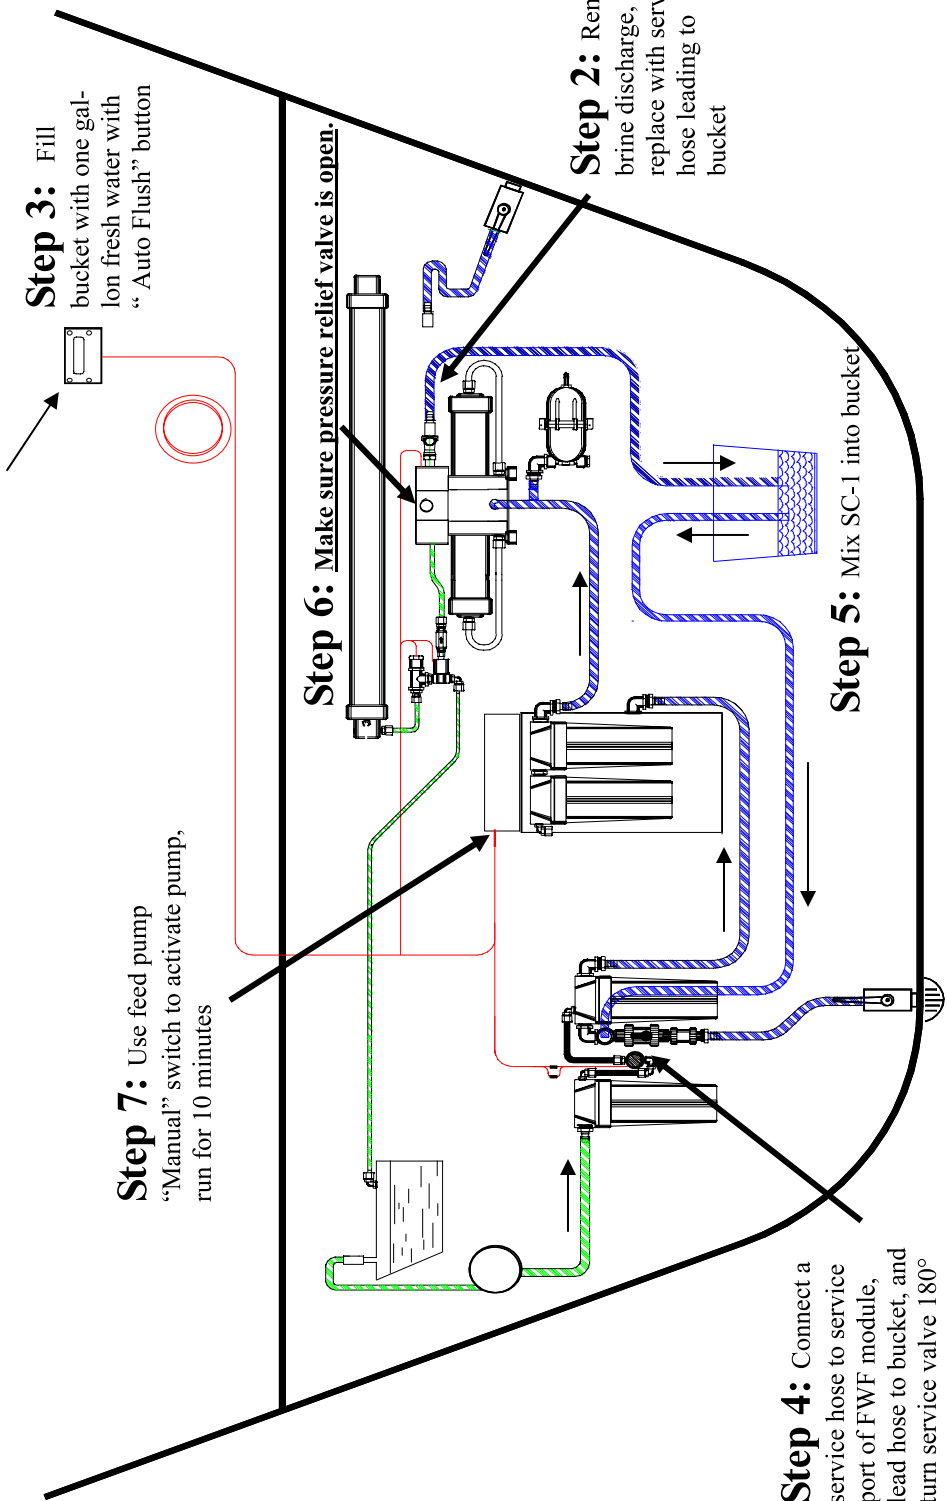 Step 2: 
brine discharge,
replace with
hose leading to
bucket
Step 3: Fill
bucket with one gal-
lon fresh water with
“ Auto Flush” button
Step 4: Connect a
service hose to service
port of FWF module,
lead hose to bucket, and
turn service valve 180°
Step 5: Mix SC-1 into bucket
Step 6: Make sure pressure relief valve is open.
Step 7: Use feed pump
“Manual” switch to activate pump,
run for 10 minutes